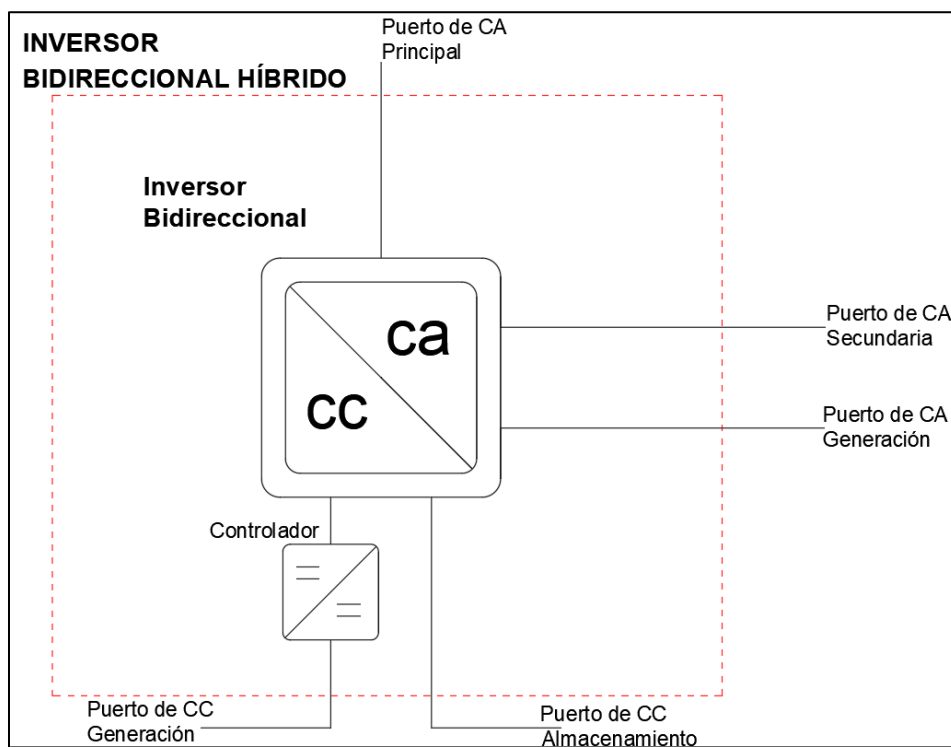 Puerto de CA
Principal
INVERSOR
BIDIRECCIONAL HÍBRIDO
Inversor
Bidireccional
ca
cc
Puerto de CA
Secundaria
Puerto de CA
Generación
Controlador
Puerto de CC
Generación
Puerto de CC
Almacenamiento